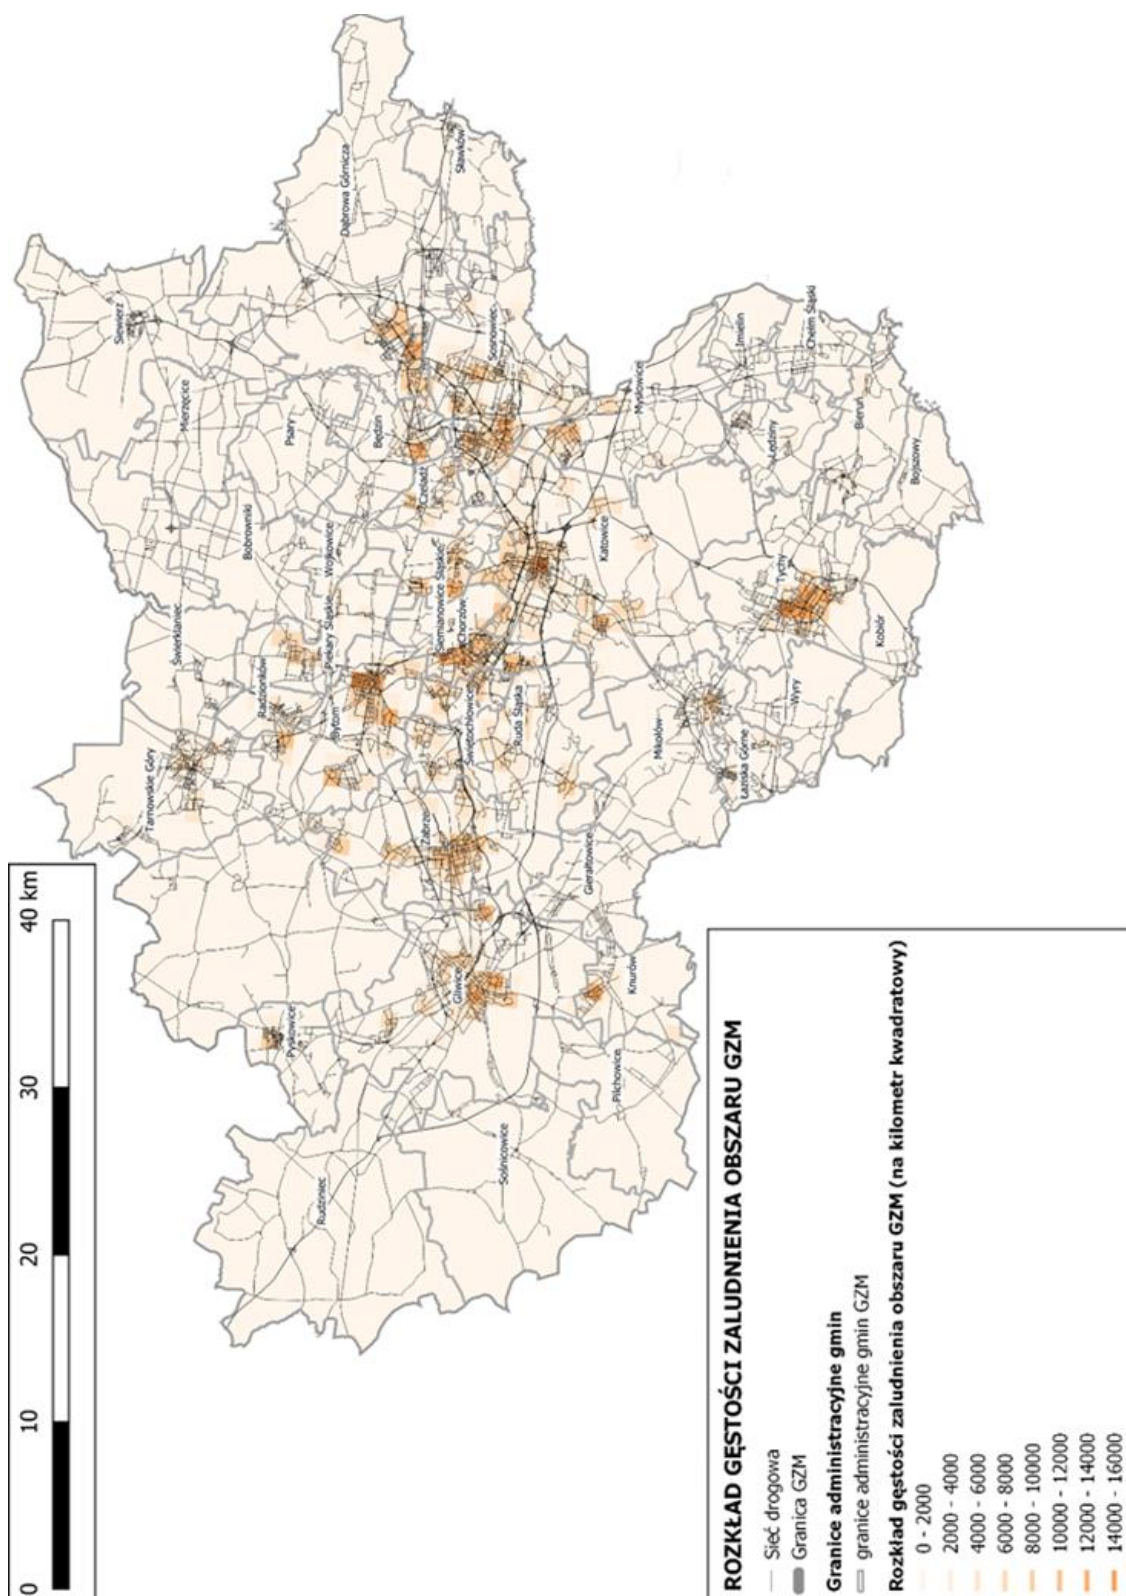 0 10 20 30 40 km
Siewierz
Mierzęcice
Dąbrowa Górnicza
Sławków
Psary
Będzin
Czeladź
Sosnowiec
Bobrowniki
Wojkowice
Świerklaniec
Piekary Śląskie
Siemianowice Śląskie
Chorzów
Katowice
Mysłowice
Imielin
Chełm Śląski
Lędziny
Bieruń
Bojszowy
Tychy
Kobiór
Radzionków
Bytom
Świętochłowice
Ruda Śląska
Tarnowskie Góry
Mikołów
Wyry
Łaziska Górne
Zabrze
Gierałtowice
Gliwice
Knurów
Pyskowice
Pilchowice
Rudziniec
Sośnicowice
ROZKŁAD GĘSTOŚCI ZALUDNIENIA OBSZARU GZM
Sieć drogowa
Granica GZM
Granice administracyjne gmin
granice administracyjne gmin GZM
Rozkład gęstości zaludnienia obszaru GZM (na kilometr kwadratowy)
0 - 2000
2000 - 4000
4000 - 6000
6000 - 8000
8000 - 10000
10000 - 12000
12000 - 14000
14000 - 16000